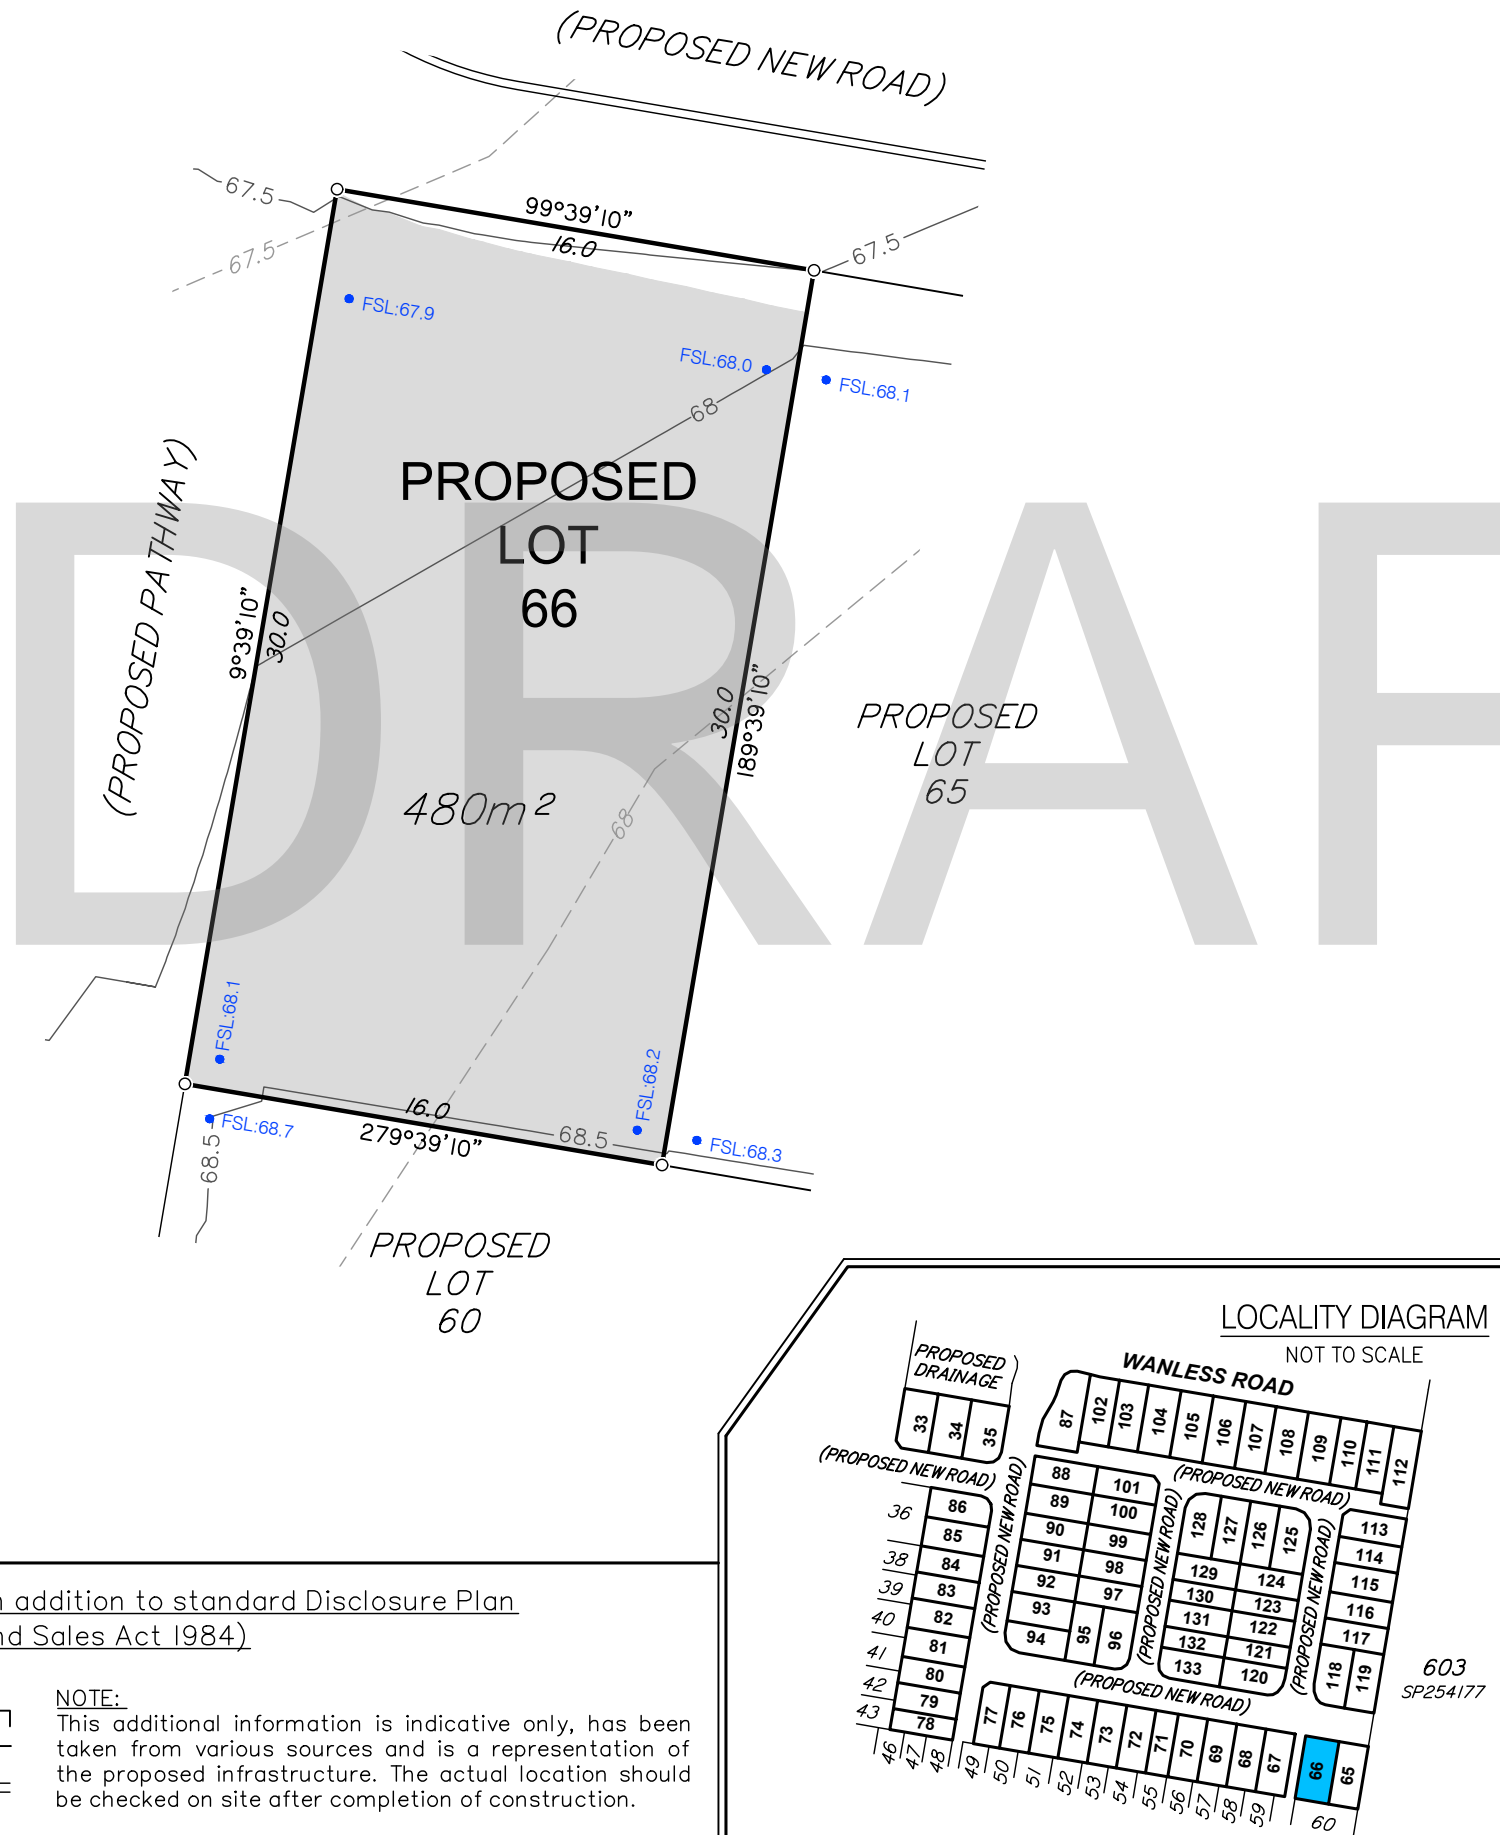 (PROPOSED NEW ROAD)
67.5
99°39'10"
16.0
67.5
67.5
FSL:67.9
FSL:68.0
FSL:68.1
68
PROPOSED
LOT
66
(PROPOSED PATHWAY)
9°39'10"
30.0
30.0
189°39'10"
PROPOSED
LOT
65
480m²
68
DRAF
FSL:68.1
FSL:68.2
16.0
279°39'10"
68.5
FSL:68.7
68.5
FSL:68.3
PROPOSED
LOT
60
LOCALITY DIAGRAM
NOT TO SCALE
PROPOSED
DRAINAGE
WANLESS ROAD
33 34 35
87 102 103 104 105 106 107 108 109 110 111 112
(PROPOSED NEW ROAD)
(PROPOSED NEW ROAD)
(PROPOSED NEW ROAD)
(PROPOSED NEW ROAD)
(PROPOSED NEW ROAD)
36 38 39 40 41 42 43
86 85 84 83 82 81 80 79 78
88 89 90 91 92 93 94 95 96
101 100 99 98 97
128 127 126 125
129 130 131 132 133
124 123 122 121 120
113 114 115 116 117 118 119
603
SP254177
(PROPOSED NEW ROAD)
77 76 75 74 73 72 71 70 69 68 67 66 65
46 47 48 49 50 51 52 53 54 55 56 57 58 59 60
n addition to standard Disclosure Plan
nd Sales Act 1984)
NOTE:
This additional information is indicative only, has been
taken from various sources and is a representation of
the proposed infrastructure. The actual location should
be checked on site after completion of construction.